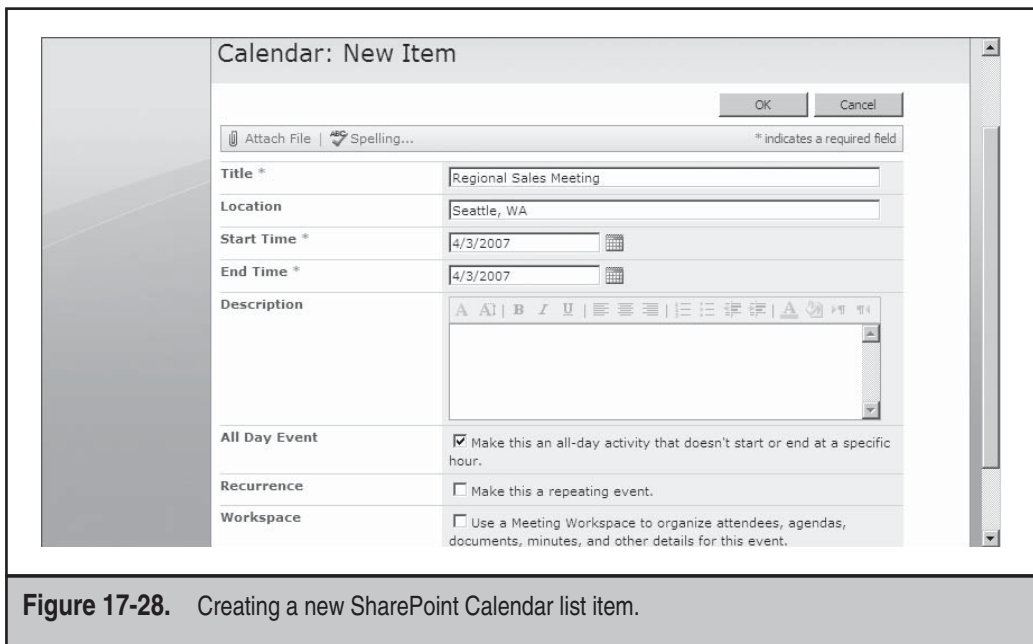 Calendar: New Item
OK Cancel
Attach File | ABC Spelling... * indicates a required field
Title * Regional Sales Meeting
Location Seattle, WA
Start Time * 4/3/2007
End Time * 4/3/2007
Description
A A | B I U | A
All Day Event Make this an all-day activity that doesn't start or end at a specific
hour.
Recurrence Make this a repeating event.
Workspace Use a Meeting Workspace to organize attendees, agendas,
documents, minutes, and other details for this event.
Figure 17-28. Creating a new SharePoint Calendar list item.